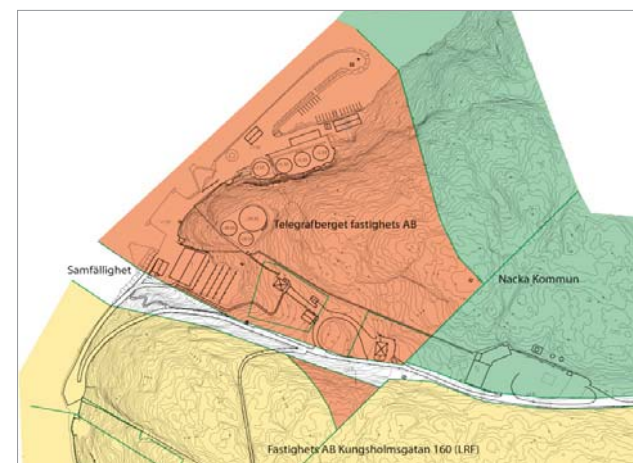 Telegrafberget fastighets AB
Samfällighet
Nacka Kommun
Fastighets AB Kungsholmsgatan 160 (LRF)